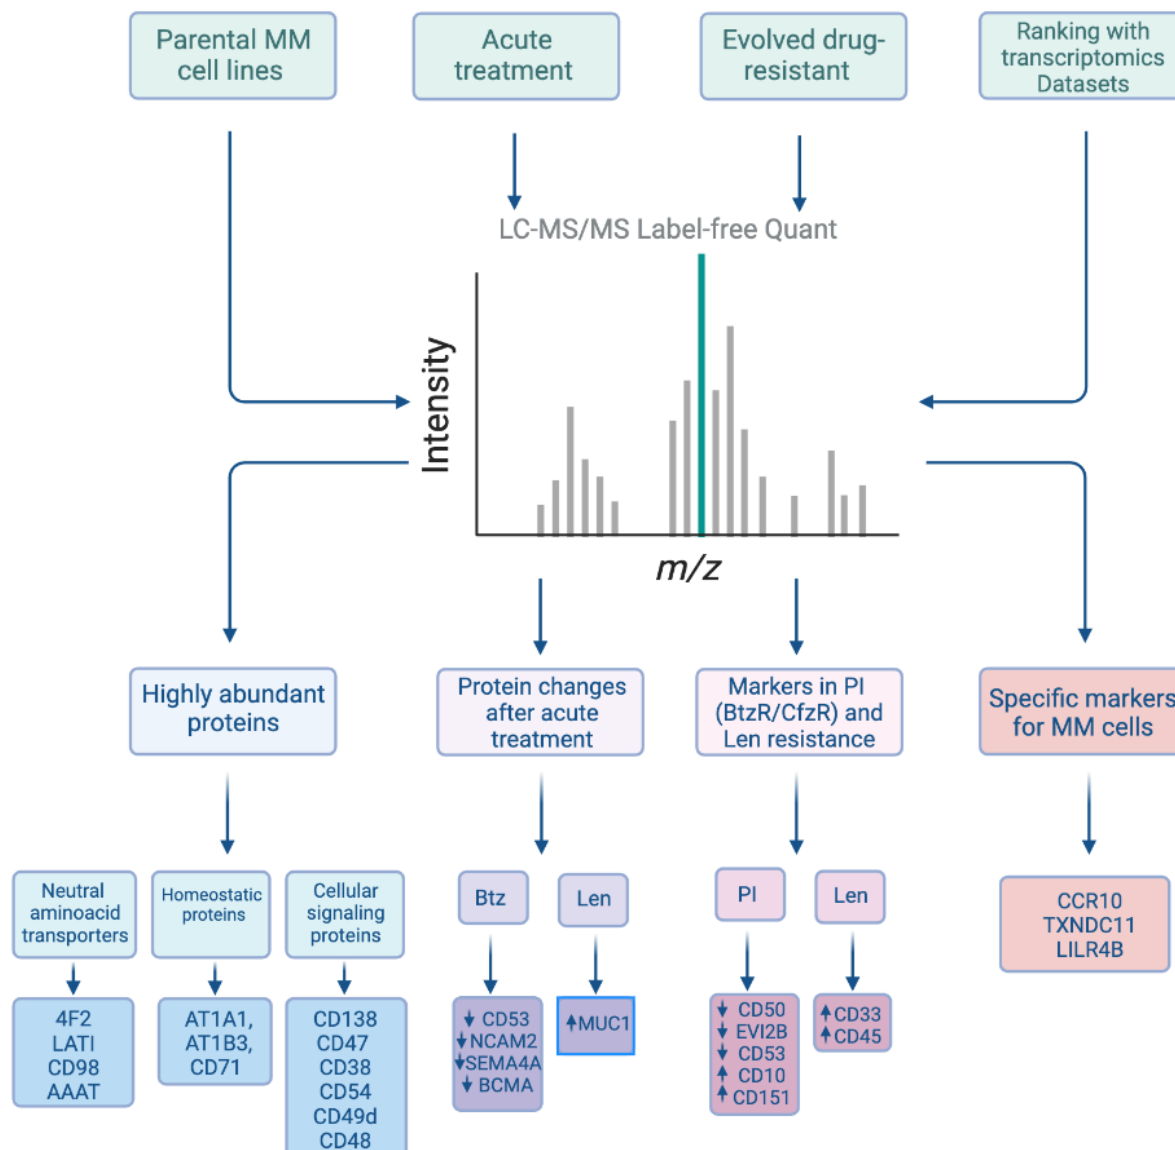 Parental MM
cell lines
Acute
treatment
Evolved drug-
resistant
Ranking with
transcriptomics
Datasets
LC-MS/MS Label-free Quant
Intensity
m/z
Highly abundant
proteins
Protein changes
after acute
treatment
Markers in PI
(BtzR/CfzR) and
Len resistance
Specific markers
for MM cells
Neutral
aminoacid
transporters
Homeostatic
proteins
Cellular
signaling
proteins
Btz
Len
PI
Len
CCR10
TXNDC11
LILR4B
4F2
LATI
CD98
AAAT
AT1A1,
AT1B3,
CD71
CD138
CD47
CD38
CD54
CD49d
CD48
↓ CD53
↓NCAM2
↓SEMA4A
↓ BCMA
↑MUC1
↓ CD50
↓ EVI2B
↓ CD53
↑ CD10
↑ CD151
↑CD33
↑CD45